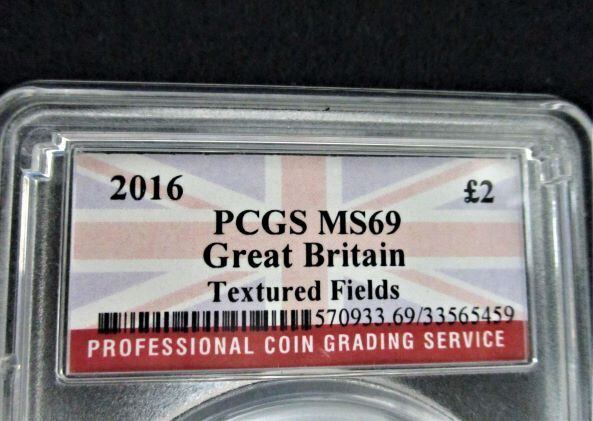 2016 £2
PCGS MS69
Great Britain
Textured Fields
570933.69/33565459
PROFESSIONAL COIN GRADING SERVICE